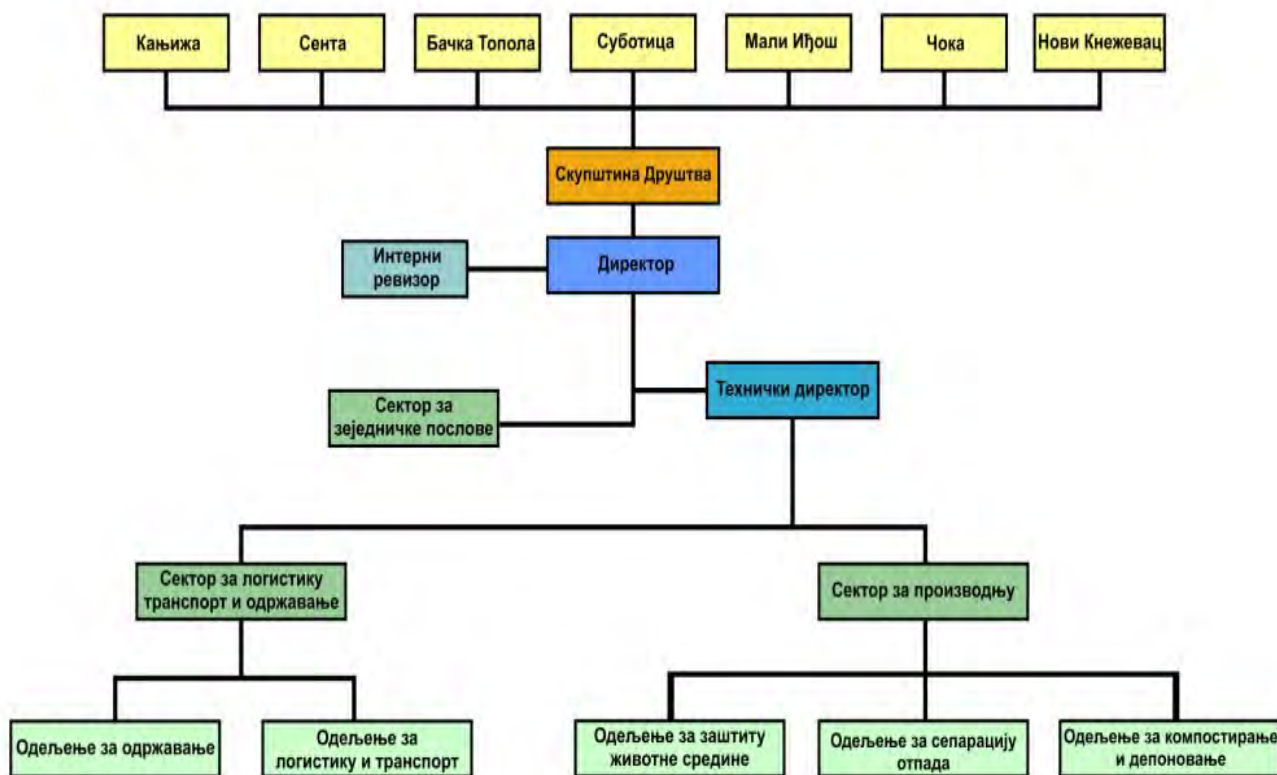 Кањижа
Сента
Бачка Топола
Суботица
Мали Иђош
Чока
Нови Кнежевац
Скупштина Друштва
Интерни
ревизор
Директор
Технички директор
Сектор за
зеједничке послове
Сектор за логистику
транспорт и одржавање
Сектор за производњу
Одељење за одржавање
Одељење за
логистику и транспорт
Одељење за заштиту
животне средине
Одељење за сепарацију
отпада
Одељење за компостирање
и депоновање